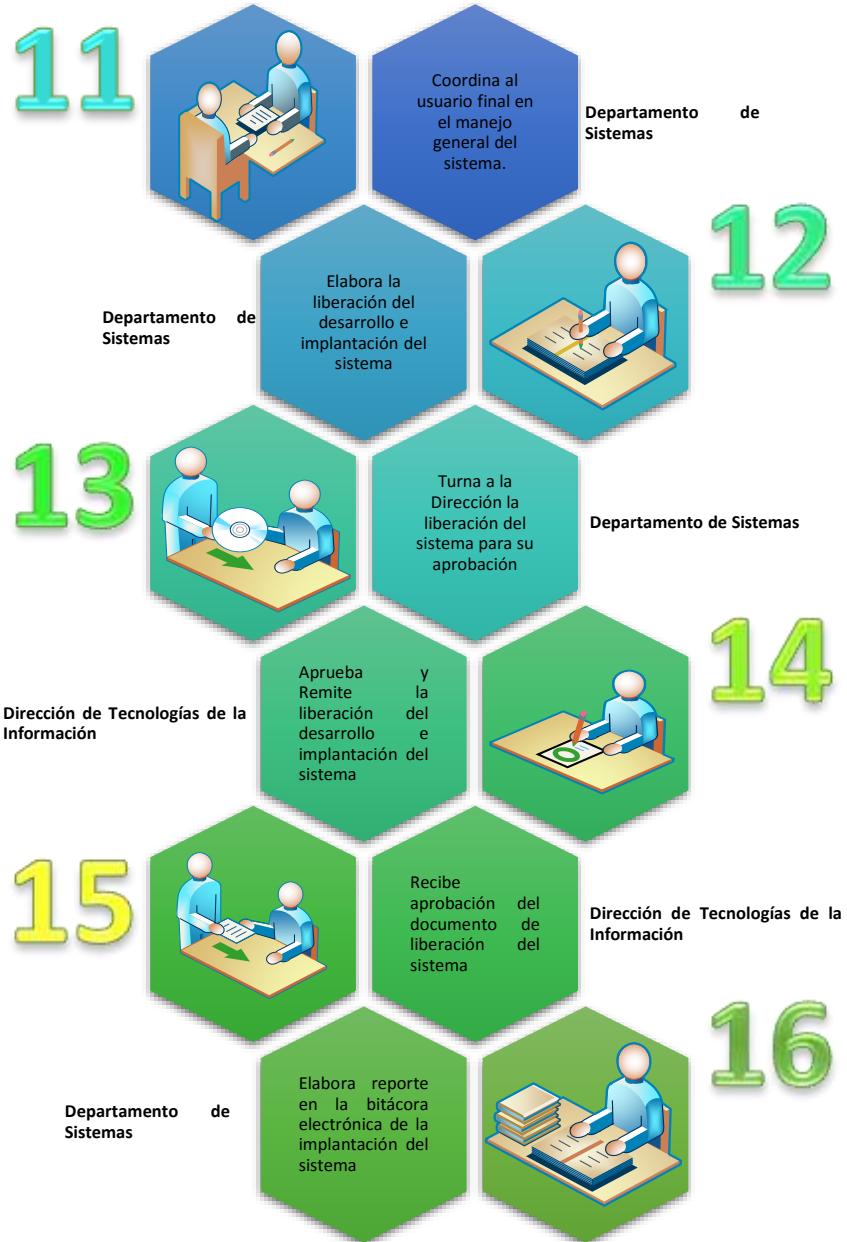 11
Coordina al
usuario final en
el manejo
general del
sistema.
Departamento de
Sistemas
12
Departamento de
Sistemas
Elabora la
liberación del
desarrollo e
implantación del
sistema
13
Turna a la
Dirección la
liberación del
sistema para su
aprobación
Departamento de Sistemas
14
Dirección de Tecnologías de la
Información
Aprueba y
Remite la
liberación del
desarrollo e
implantación del
sistema
15
Recibe
aprobación del
documento de
liberación del
sistema
Dirección de Tecnologías de la
Información
16
Departamento de
Sistemas
Elabora reporte
en la bitácora
electrónica de la
implantación del
sistema